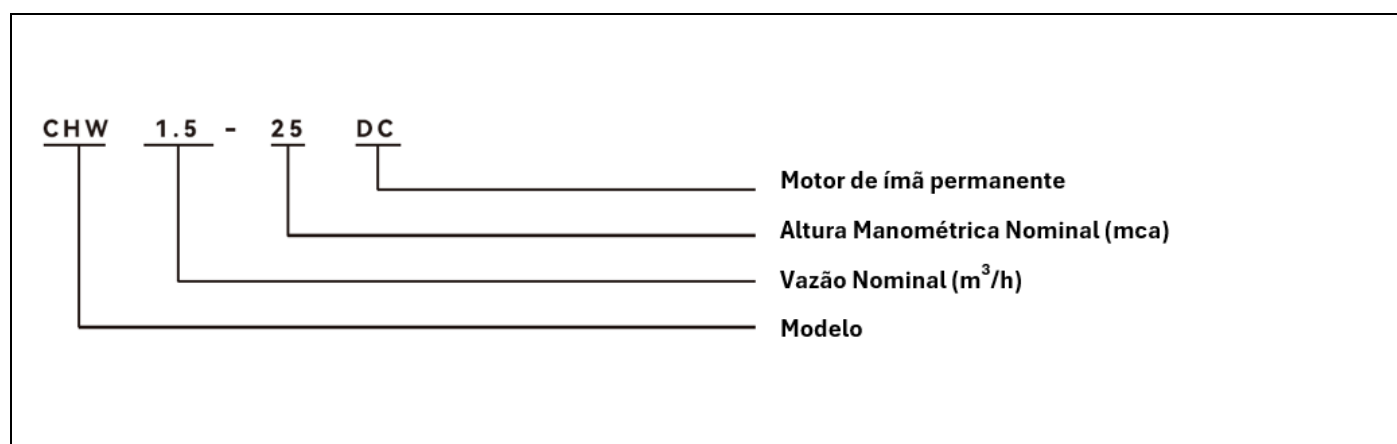 CHW 1.5 - 25 DC
Motor de ímã permanente
Altura Manométrica Nominal (mca)
Vazão Nominal (m³/h)
Modelo